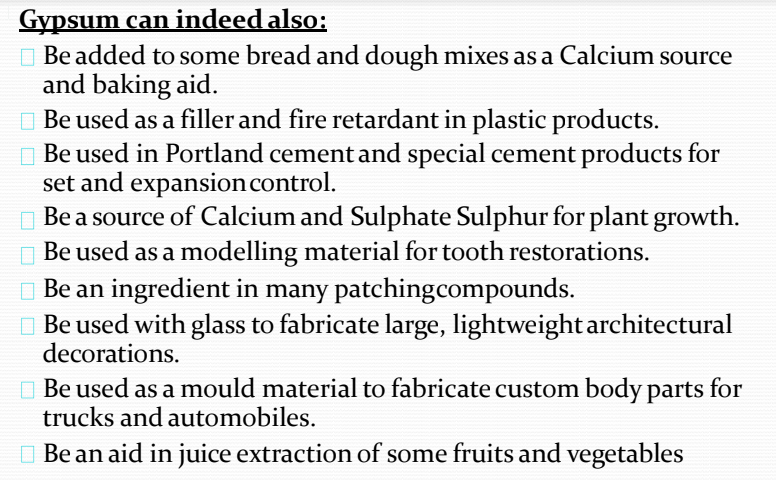 Gypsum can indeed also:
Be added to some bread and dough mixes as a Calcium source
and baking aid.
Be used as a filler and fire retardant in plastic products.
Be used in Portland cement and special cement products for
set and expansion control.
Be a source of Calcium and Sulphate Sulphur for plant growth.
Be used as a modelling material for tooth restorations.
Be an ingredient in many patchingcompounds.
Be used with glass to fabricate large, lightweight architectural
decorations.
Be used as a mould material to fabricate custom body parts for
trucks and automobiles.
Be an aid in juice extraction of some fruits and vegetables